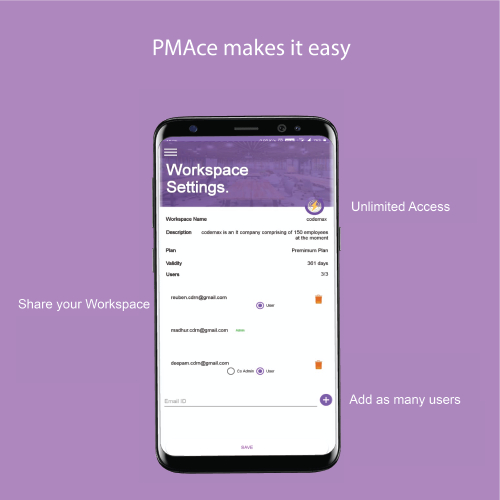 PMAce makes it easy
Workspace
Settings.
Unlimited Access
Workspace Name codemax
Description codemax is an it company comprising of 150 employees
at the moment
Plan Premimum Plan
Validity 361 days
Users 3/3
Share your Workspace
reuben.cdm@gmail.com
User
madhur.cdm@gmail.com
deepam.cdm@gmail.com
Co Admin User
Email ID
Add as many users
SAVE